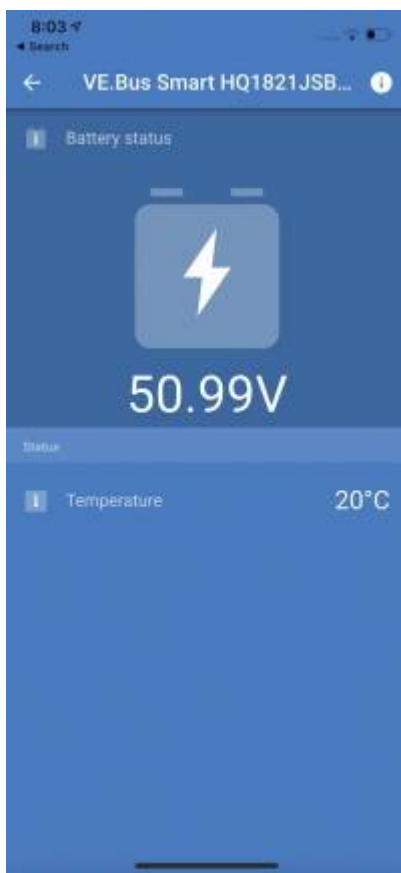 8:03
◀ Search
VE.Bus Smart HQ1821JSB...
Battery status
50.99V
Status
Temperature
20°C